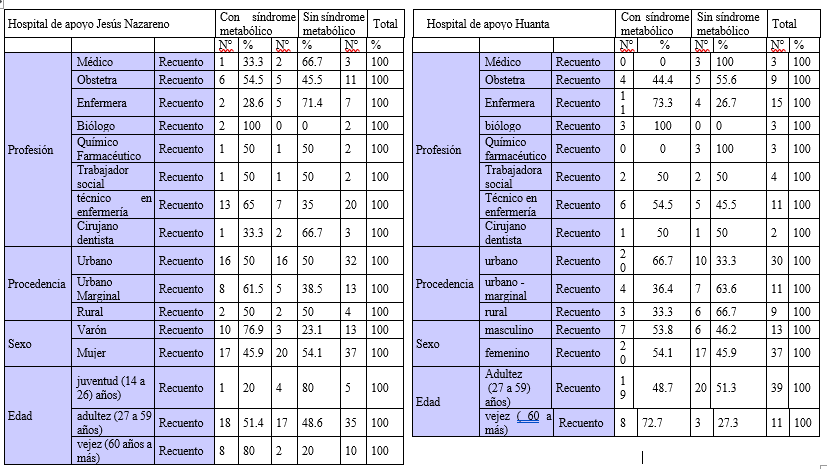 Hospital de apoyo Jesús Nazareno Con síndrome metabólico Sin síndrome metabólico Total
N° % N° % N° %
Profesión
Médico Recuento 1 33.3 2 66.7 3 100
Obstetra Recuento 6 54.5 5 45.5 11 100
Enfermera Recuento 2 28.6 5 71.4 7 100
Biólogo Recuento 2 100 0 0 2 100
Químico Farmacéutico Recuento 1 50 1 50 2 100
Trabajador social Recuento 1 50 1 50 2 100
técnico en enfermería Recuento 13 65 7 35 20 100
Cirujano dentista Recuento 1 33.3 2 66.7 3 100
Procedencia
Urbano Recuento 16 50 16 50 32 100
Urbano Marginal Recuento 8 61.5 5 38.5 13 100
Rural Recuento 2 50 2 50 4 100
Sexo
Varón Recuento 10 76.9 3 23.1 13 100
Mujer Recuento 17 45.9 20 54.1 37 100
Edad
juventud (14 a 26) años) Recuento 1 20 4 80 5 100
adultez (27 a 59 años) Recuento 18 51.4 17 48.6 35 100
vejez (60 años a más) Recuento 8 80 2 20 10 100
Hospital de apoyo Huanta Con síndrome metabólico Sin síndrome metabólico Total
N° % N° % N° %
Profesión
Médico Recuento 0 0 3 100 3 100
Obstetra Recuento 4 44.4 5 55.6 9 100
Enfermera Recuento 11 73.3 4 26.7 15 100
biólogo Recuento 3 100 0 0 3 100
Químico farmacéutico Recuento 0 0 3 100 3 100
Trabajadora social Recuento 2 50 2 50 4 100
Técnico en enfermería Recuento 6 54.5 5 45.5 11 100
Cirujano dentista Recuento 1 50 1 50 2 100
Procedencia
urbano Recuento 20 66.7 10 33.3 30 100
urbano - marginal Recuento 4 36.4 7 63.6 11 100
rural Recuento 3 33.3 6 66.7 9 100
Sexo
masculino Recuento 7 53.8 6 46.2 13 100
femenino Recuento 20 54.1 17 45.9 37 100
Edad
Adultez (27 a 59) años) Recuento 19 48.7 20 51.3 39 100
vejez ( 60 a más) Recuento 8 72.7 3 27.3 11 100